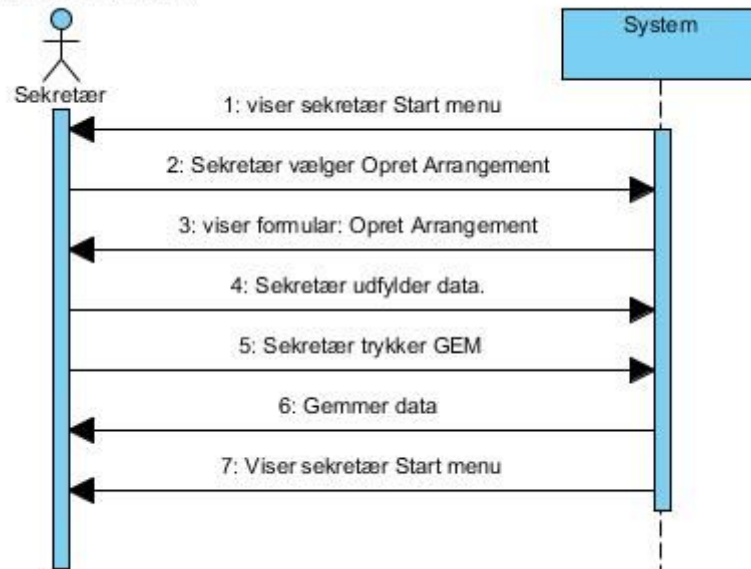 System
Sekretær
1: viser sekretær Start menu
2: Sekretær vælger Opret Arrangement
3: viser formular: Opret Arrangement
4: Sekretær udfylder data.
5: Sekretær trykker GEM
6: Gemmer data
7: Viser sekretær Start menu